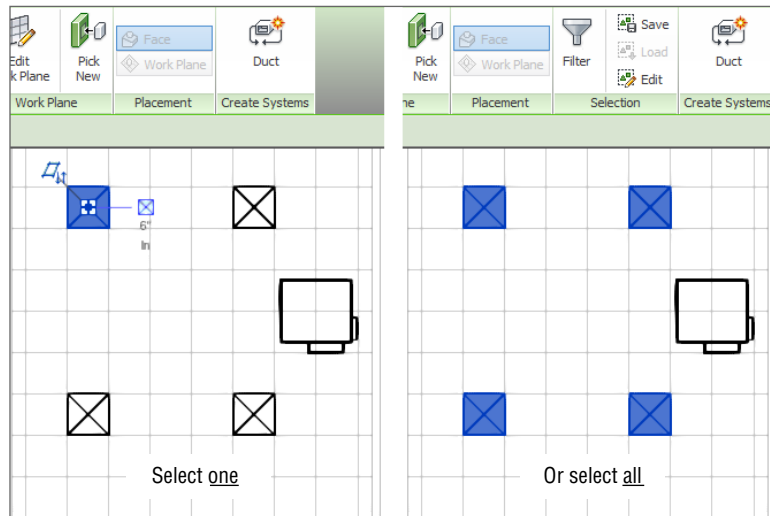 Edit
k Plane
Pick
New
Face
Work Plane
Duct
Work Plane
Placement
Create Systems
6"
In
Select one
Pick
New
Face
Work Plane
Filter
Save
Load
Edit
Duct
ne
Placement
Selection
Create Systems
Or select all